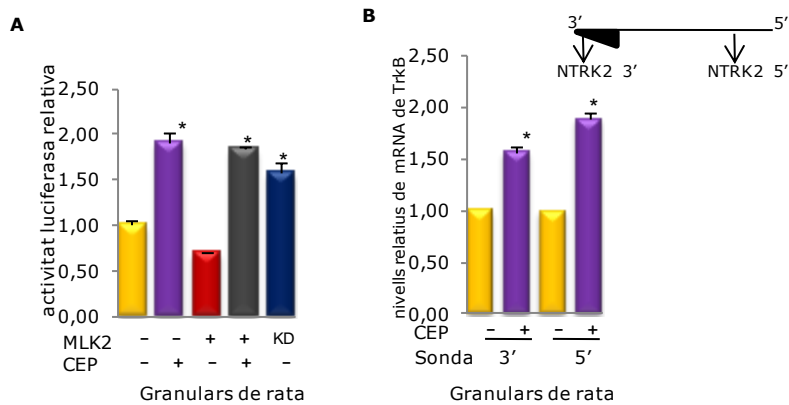 A
activitat luciferasa relativa
2,50
2,00
1,50
1,00
0,50
0,00
*
*
*
MLK2 – – + + KD
CEP – + – + –
Granulars de rata
B
3′ 5′
NTRK2 3′ NTRK2 5′
nivells relatius de mRNA de TrkB
2,50
2,00
1,50
1,00
0,50
0,00
*
*
CEP – + – +
Sonda 3′ 5′
Granulars de rata